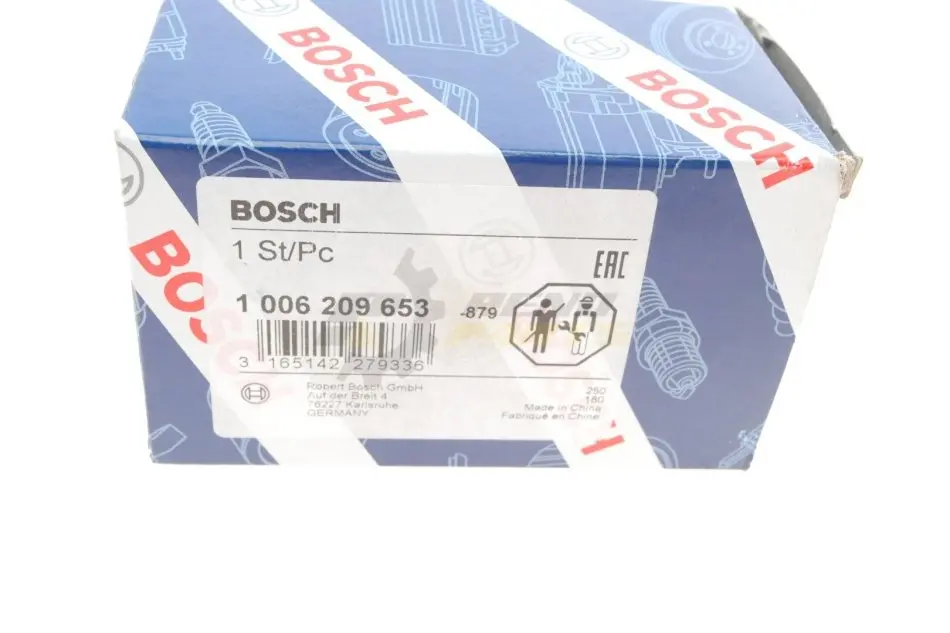 BOSCH
BOSCH
BOSCH
BOSCH
1 St/Pc
EAC
1 006 209 653 -879
3 165142 279336
Robert Bosch GmbH
Auf der Breit 4
76227 Karlsruhe
GERMANY
250
160
Made in China
Fabriqué en Chine